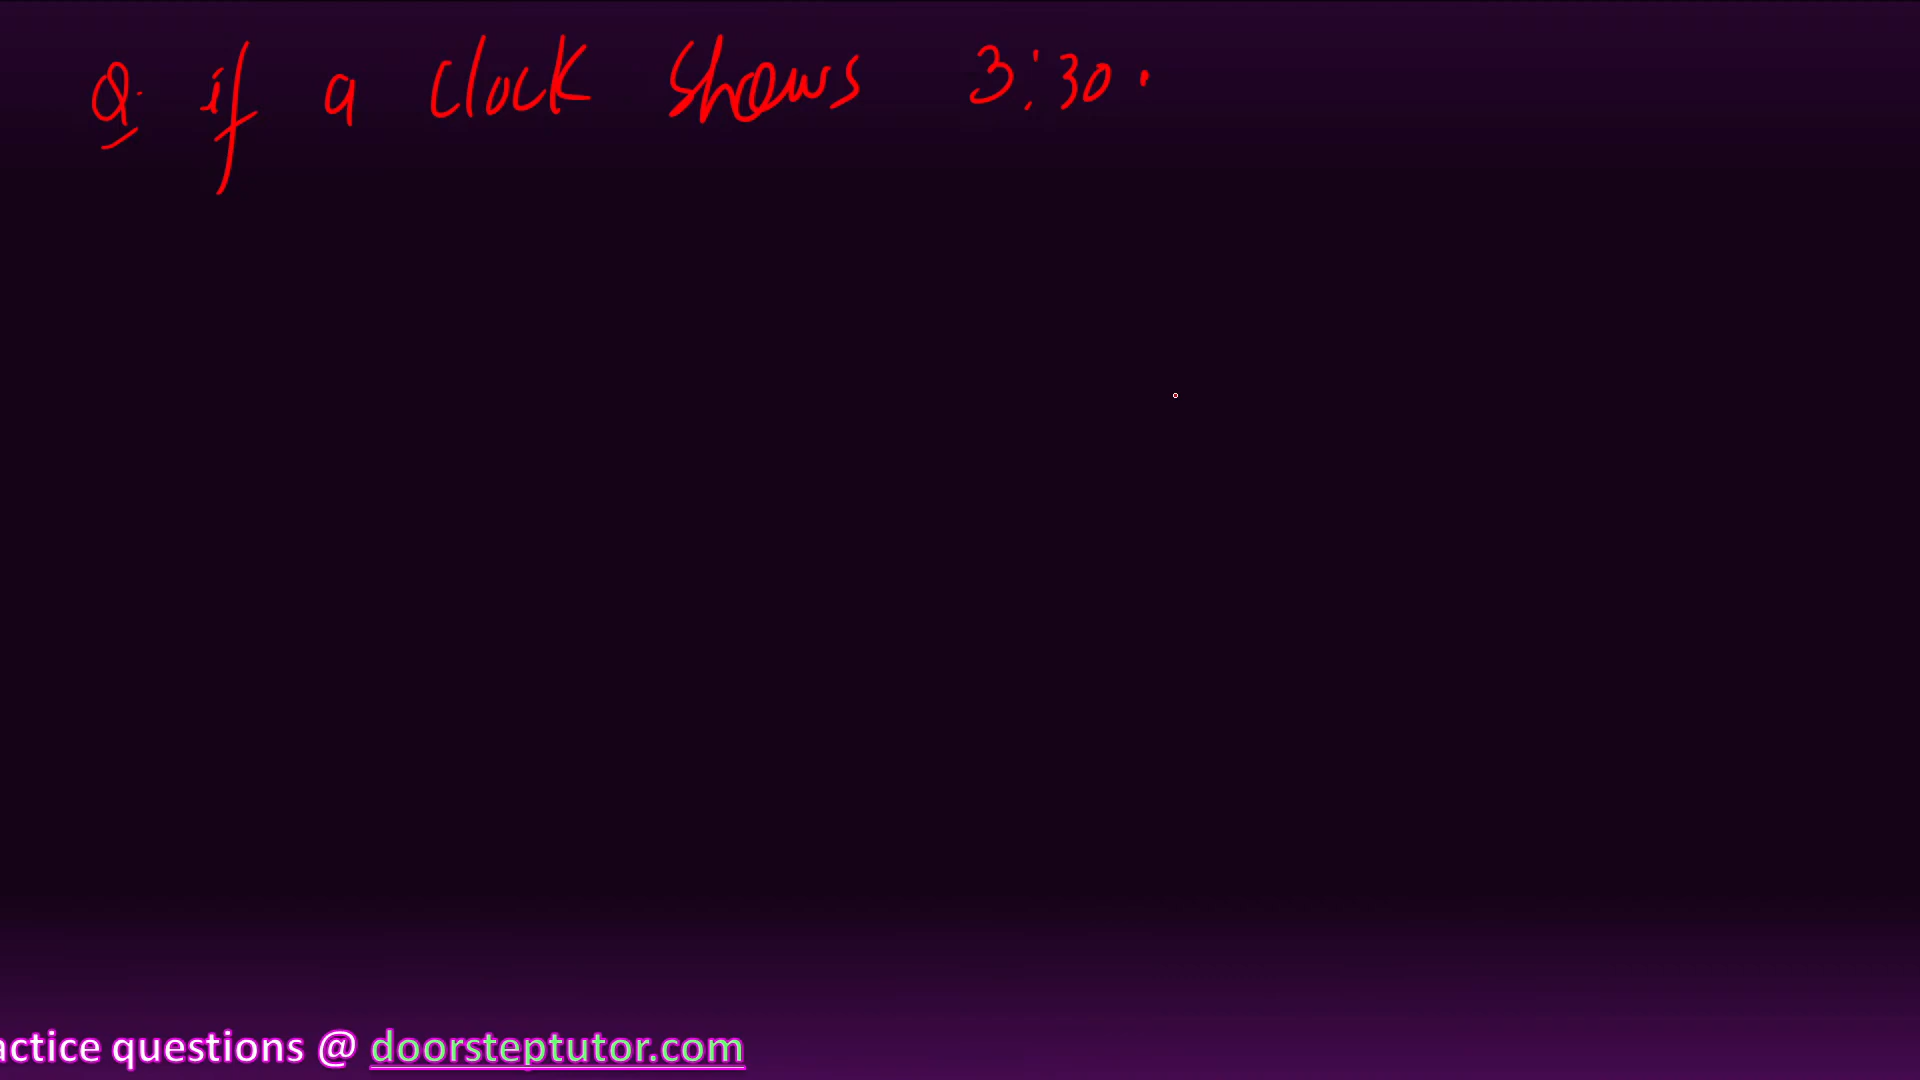 Q. if a clock shows 3:30.
actice questions @ doorsteptutor.com